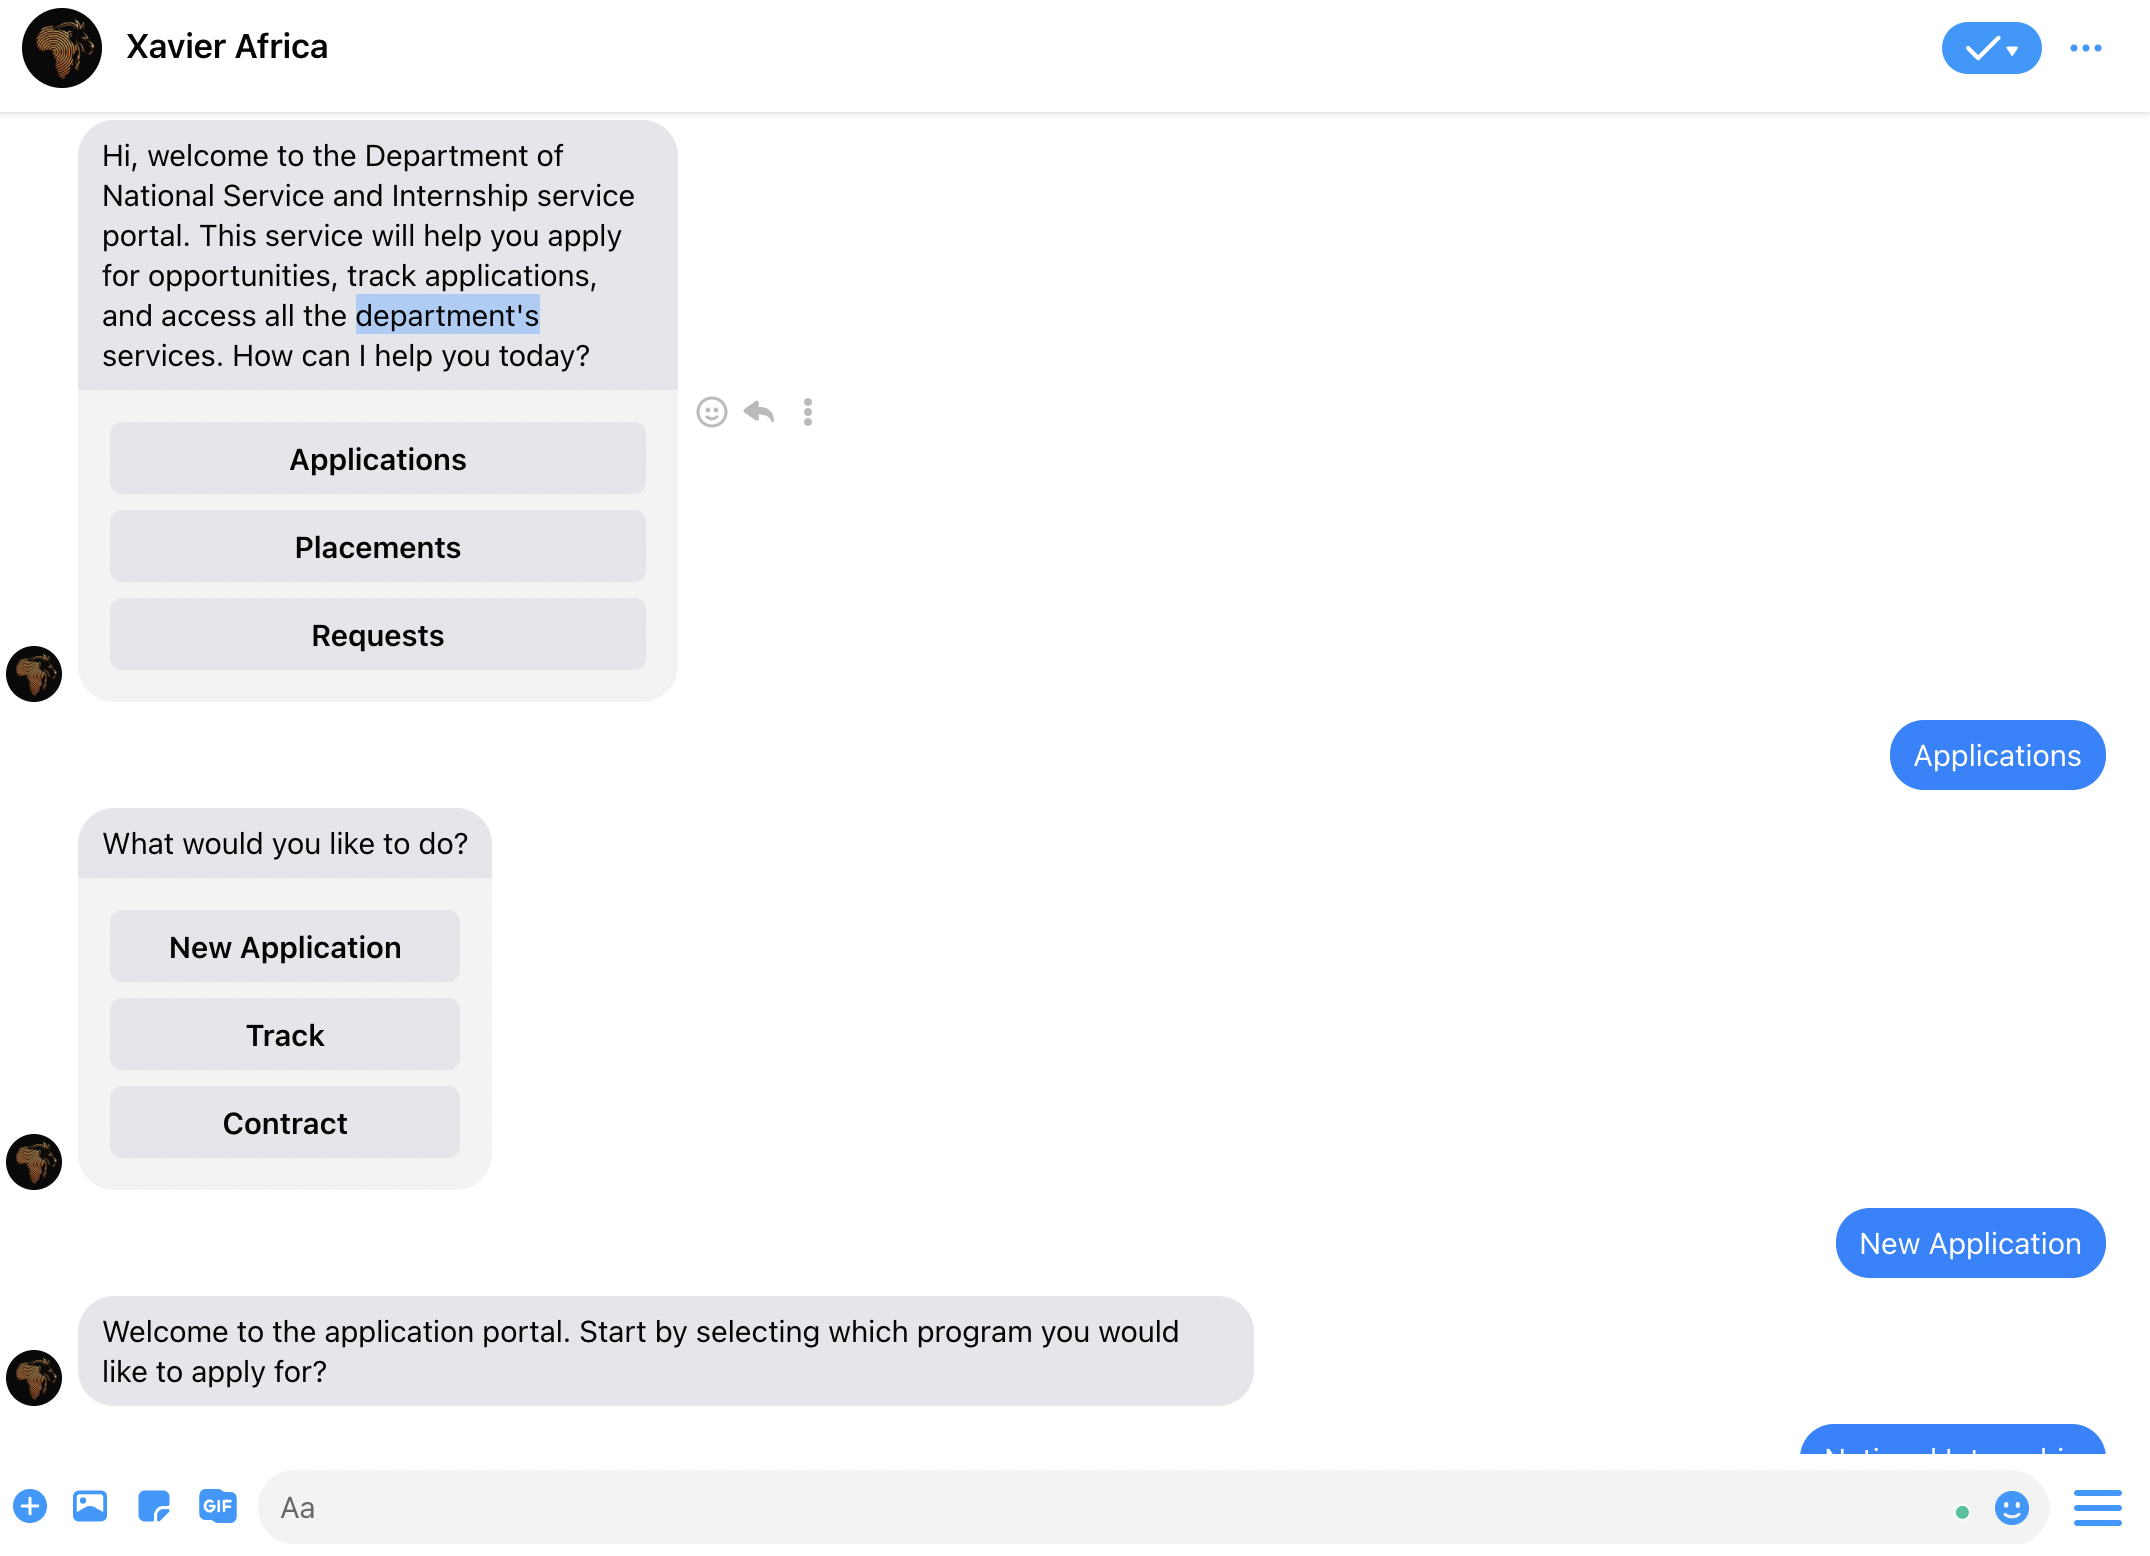 Xavier Africa
Hi, welcome to the Department of
National Service and Internship service
portal. This service will help you apply
for opportunities, track applications,
and access all the department's
services. How can I help you today?
Applications
Placements
Requests
Applications
What would you like to do?
New Application
Track
Contract
New Application
Welcome to the application portal. Start by selecting which program you would
like to apply for?
GIF
Aa